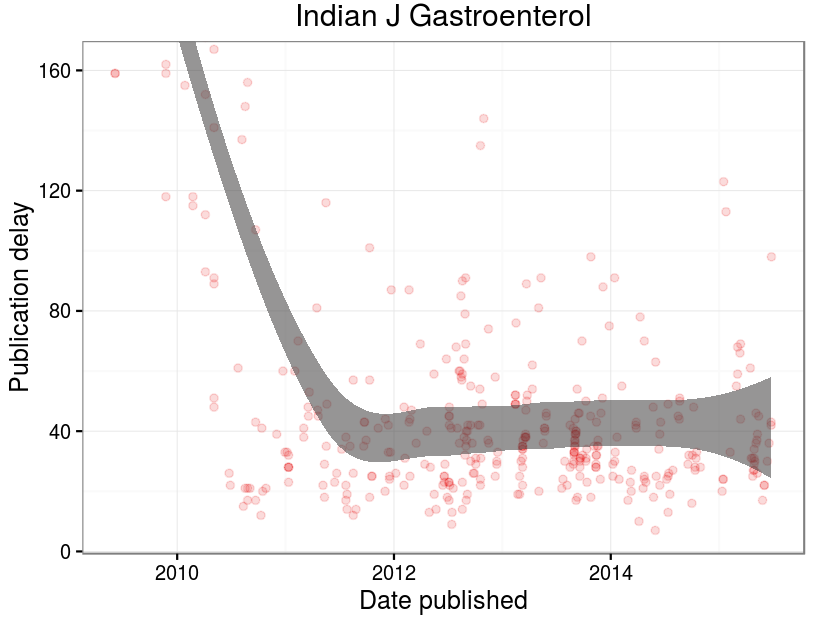 Indian J Gastroenterol
Publication delay
160
120
80
40
0
2010 2012 2014
Date published